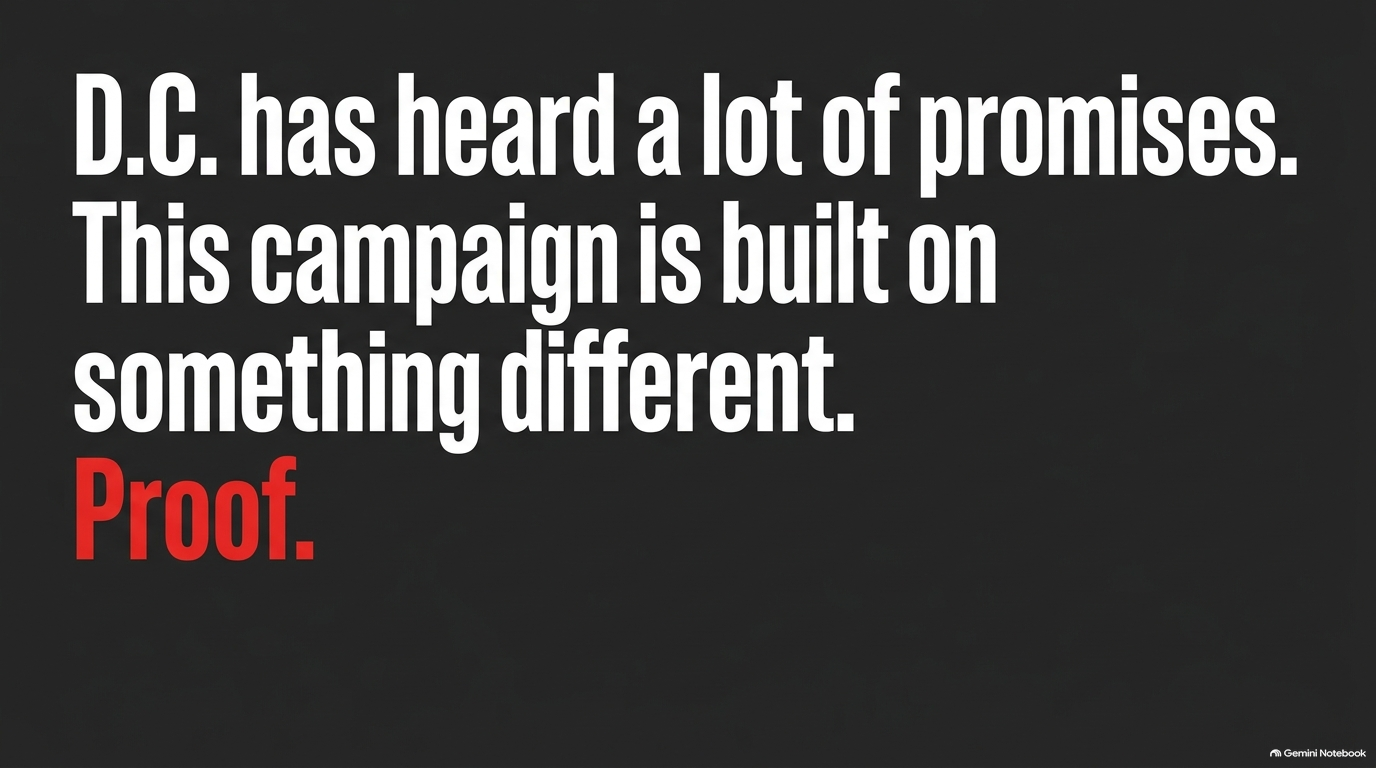 D.C. has heard a lot of promises.
This campaign is built on
something different.
Proof.
Gemini Notebook